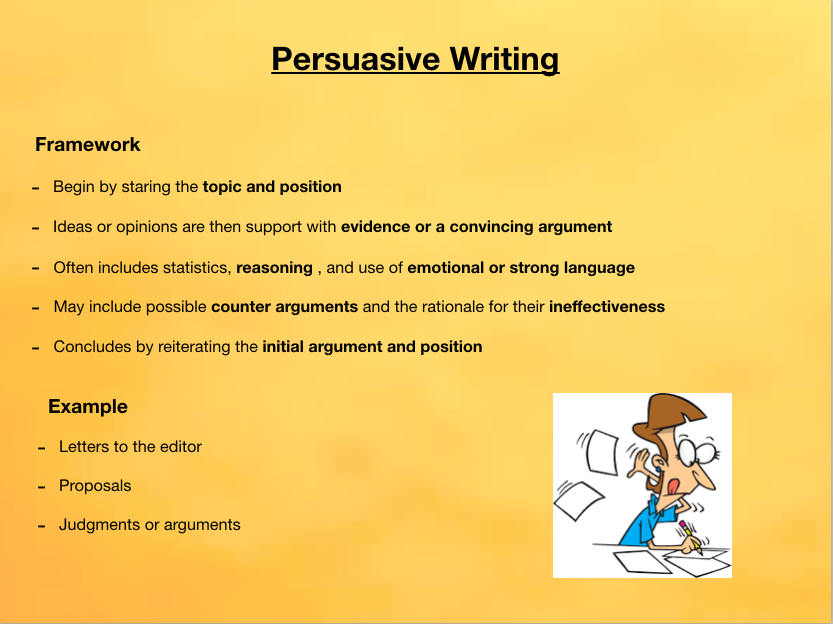 Persuasive Writing
Framework
- Begin by staring the topic and position
- Ideas or opinions are then support with evidence or a convincing argument
- Often includes statistics, reasoning , and use of emotional or strong language
- May include possible counter arguments and the rationale for their ineffectiveness
- Concludes by reiterating the initial argument and position
Example
- Letters to the editor
- Proposals
- Judgments or arguments